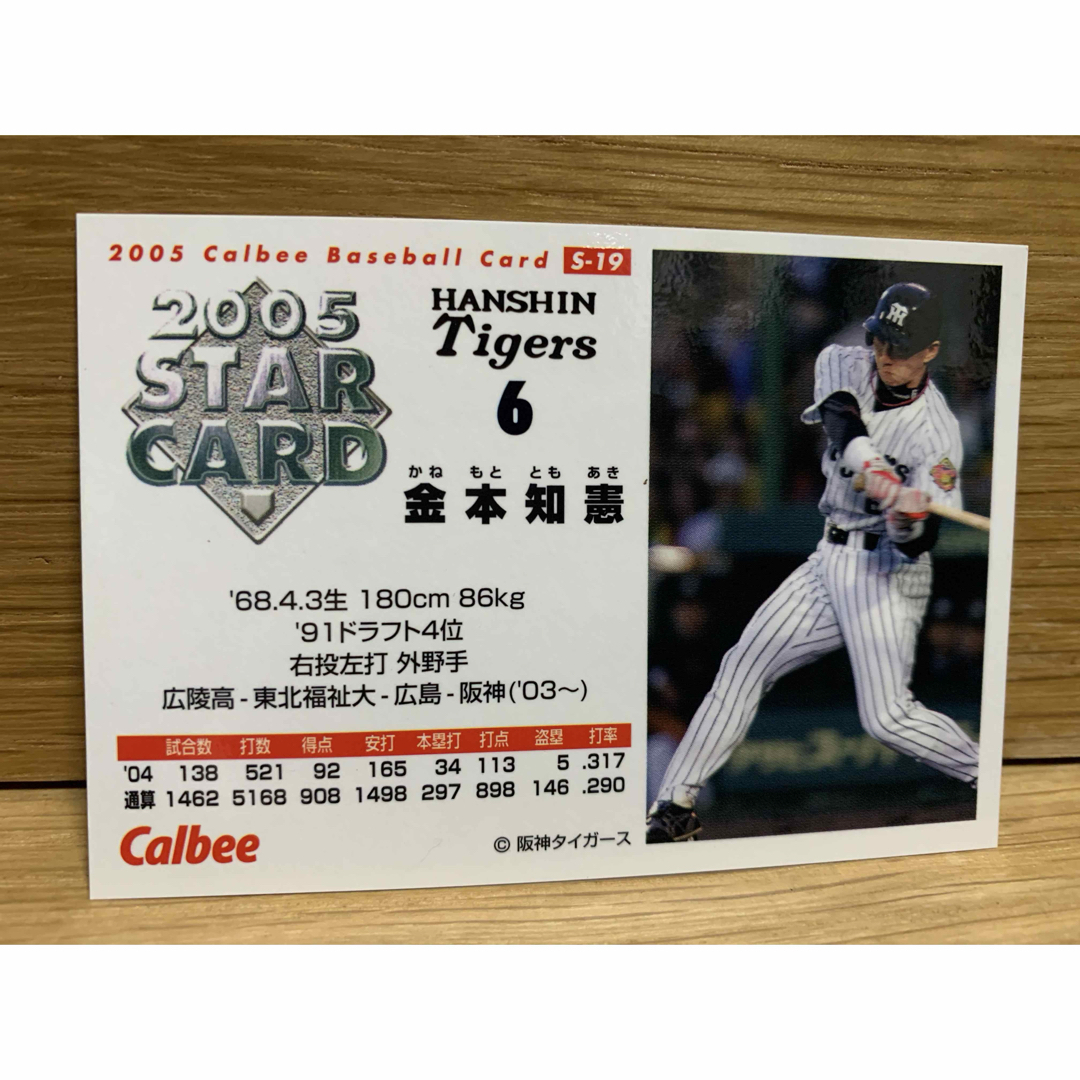 2005 Calbee Baseball Card S-19
2005
STAR
CARD
HANSHIN
Tigers
6
かね もと とも あき
金本知憲
'68.4.3生 180cm 86kg
'91ドラフト4位
右投左打 外野手
広陵高-東北福祉大-広島-阪神('03～)
試合数 打数 得点 安打 本塁打 打点 盗塁 打率
'04 138 521 92 165 34 113 5 .317
通算 1462 5168 908 1498 297 898 146 .290
Calbee
© 阪神タイガース